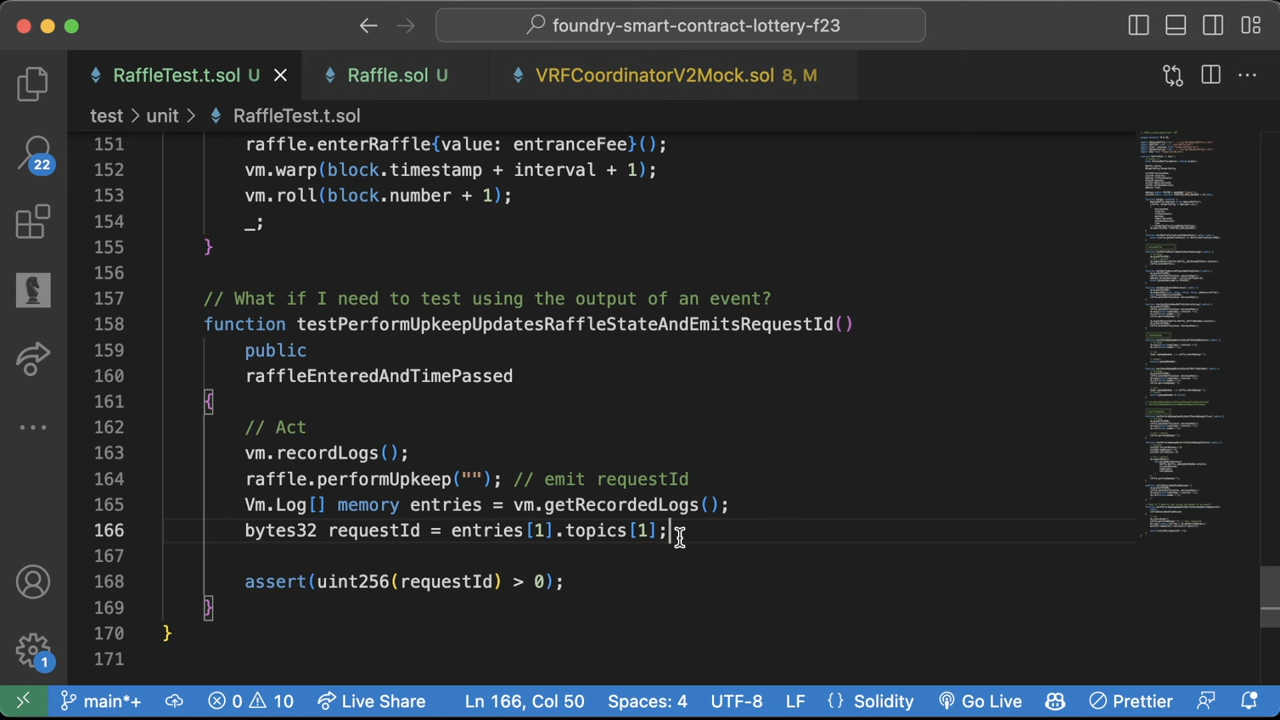 foundry-smart-contract-lottery-f23
RaffleTest.t.sol U
Raffle.sol U
VRFCoordinatorV2Mock.sol 8, M
test > unit > RaffleTest.t.sol
22
151 raffle.enterRaffle{value: entranceFee}();
152 vm.warp(block.timestamp + interval + 1);
153 vm.roll(block.number + 1);
154 _;
155 }
156
157 // What if I need to test using the output of an event?
158 function testPerformUpkeepUpdatesRaffleStateAndEmitsRequestId()
159 public
160 raffleEnteredAndTimePassed
161 {
162 // Act
163 vm.recordLogs();
164 raffle.performUpkeep(""); // emit requestId
165 Vm.Log[] memory entries = vm.getRecordedLogs();
166 bytes32 requestId = entries[1].topics[1];
167
168 assert(uint256(requestId) > 0);
169 }
170 }
171
1
main*+ 0 10 Live Share Ln 166, Col 50 Spaces: 4 UTF-8 LF {} Solidity Go Live Prettier